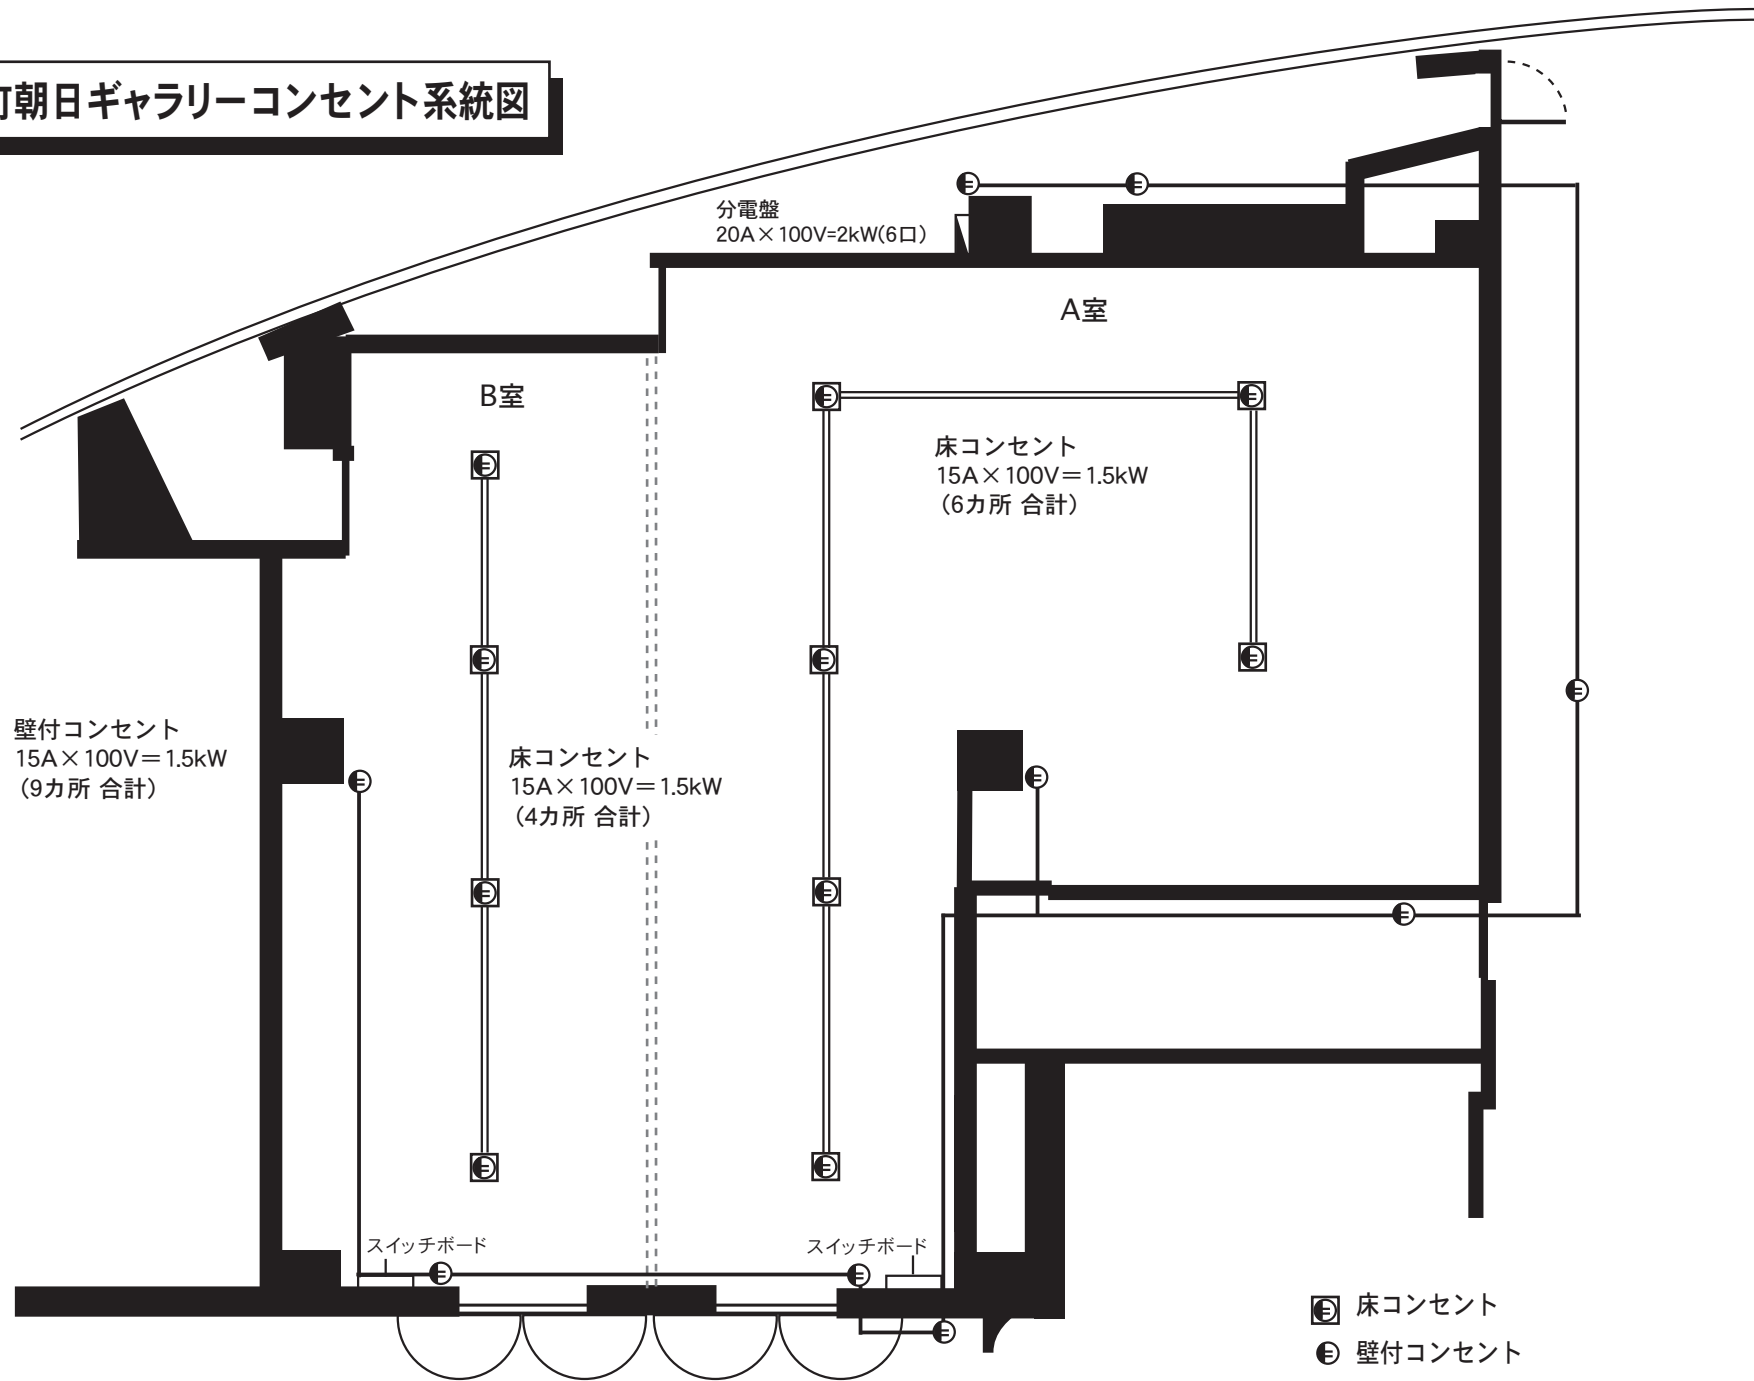 町朝日ギャラリーコンセント系統図
分電盤
20A×100V=2kW(6口)
A室
B室
床コンセント
15A×100V＝1.5kW
（6カ所 合計）
壁付コンセント
15A×100V＝1.5kW
（9カ所 合計）
床コンセント
15A×100V＝1.5kW
（4カ所 合計）
スイッチボード
スイッチボード
床コンセント
壁付コンセント